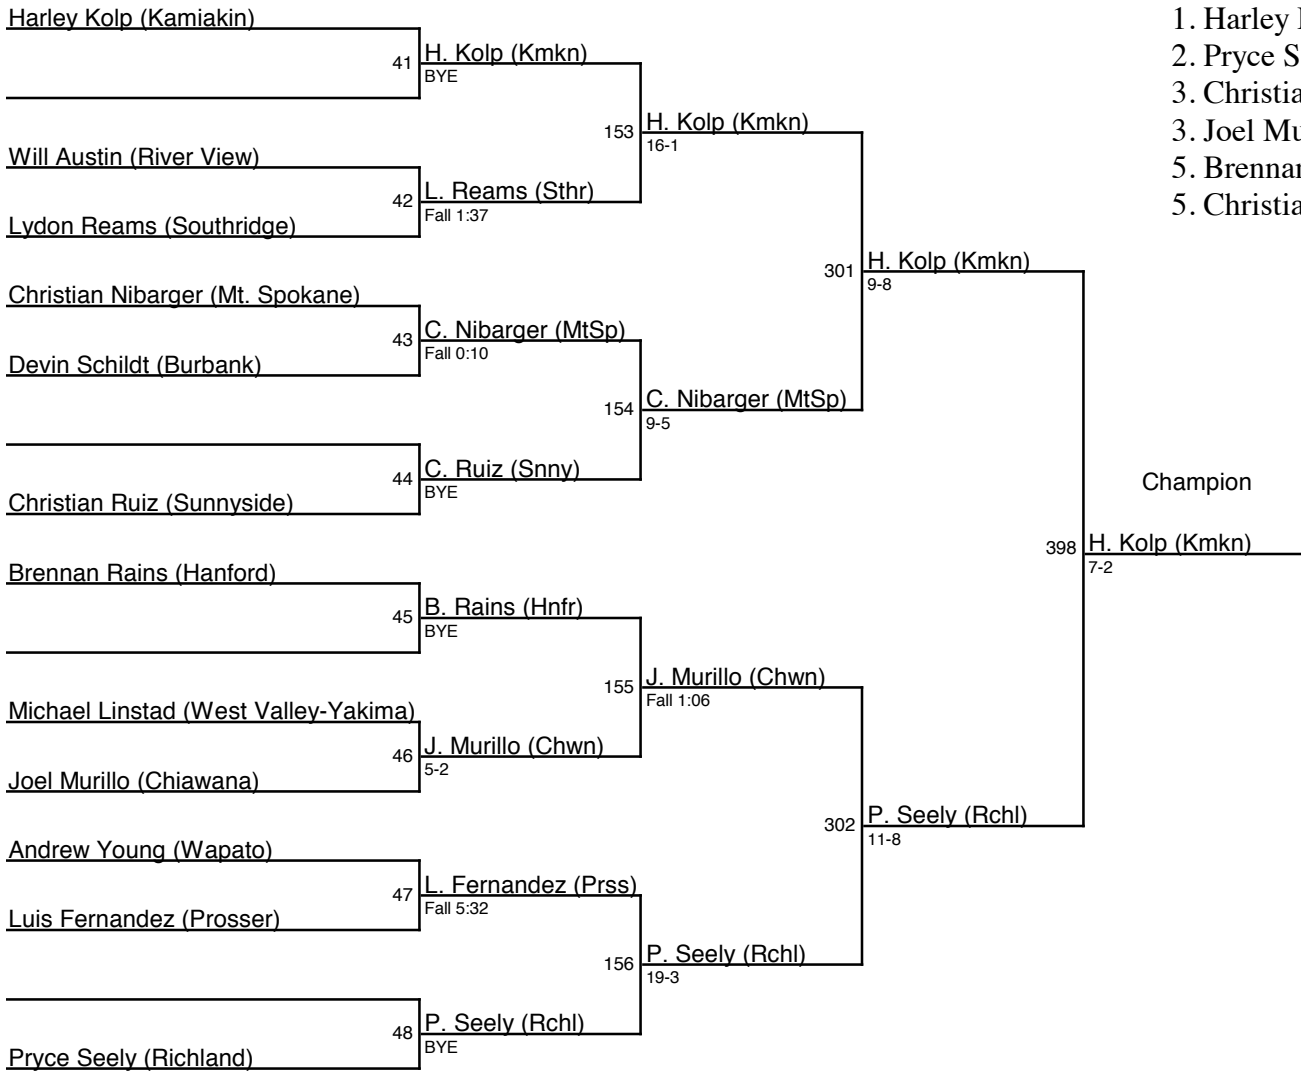 Harley Kolp (Kamiakin)
41
H. Kolp (Kmkn)
BYE
153
H. Kolp (Kmkn)
16-1
Will Austin (River View)
42
L. Reams (Sthr)
Fall 1:37
Lydon Reams (Southridge)
301
H. Kolp (Kmkn)
9-8
Christian Nibarger (Mt. Spokane)
43
C. Nibarger (MtSp)
Fall 0:10
Devin Schildt (Burbank)
154
C. Nibarger (MtSp)
9-5
44
C. Ruiz (Snny)
BYE
Christian Ruiz (Sunnyside)
Champion
398
H. Kolp (Kmkn)
7-2
Brennan Rains (Hanford)
45
B. Rains (Hnfr)
BYE
155
J. Murillo (Chwn)
Fall 1:06
Michael Linstad (West Valley-Yakima)
46
J. Murillo (Chwn)
5-2
Joel Murillo (Chiawana)
302
P. Seely (Rchl)
11-8
Andrew Young (Wapato)
47
L. Fernandez (Prss)
Fall 5:32
Luis Fernandez (Prosser)
156
P. Seely (Rchl)
19-3
48
P. Seely (Rchl)
BYE
Pryce Seely (Richland)
1. Harley
2. Pryce S
3. Christia
3. Joel Mu
5. Brennan
5. Christia